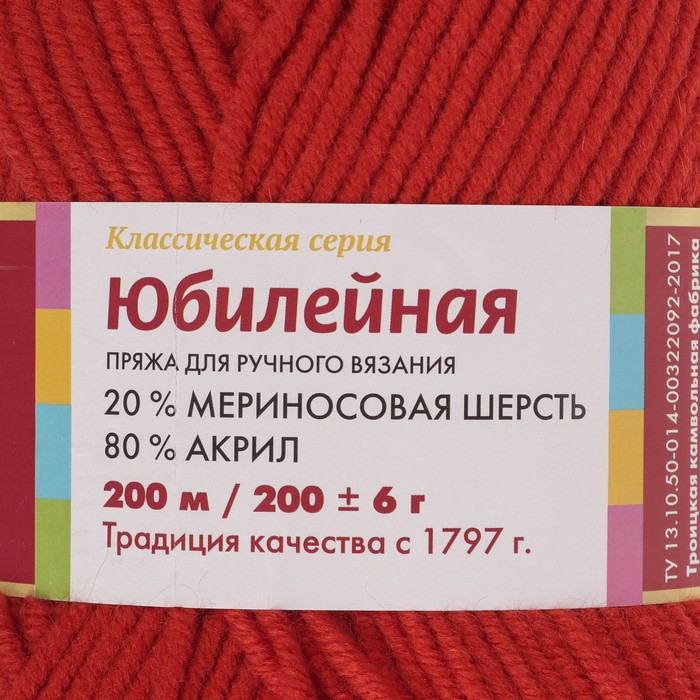 Классическая серия
Юбилейная
ПРЯЖА ДЛЯ РУЧНОГО ВЯЗАНИЯ
20 % МЕРИНОСОВАЯ ШЕРСТЬ
80 % АКРИЛ
200 м / 200 ± 6 г
Традиция качества с 1797 г.
ТУ 13.10.50-014-00322092-2017
Троицкая камвольная фабрика